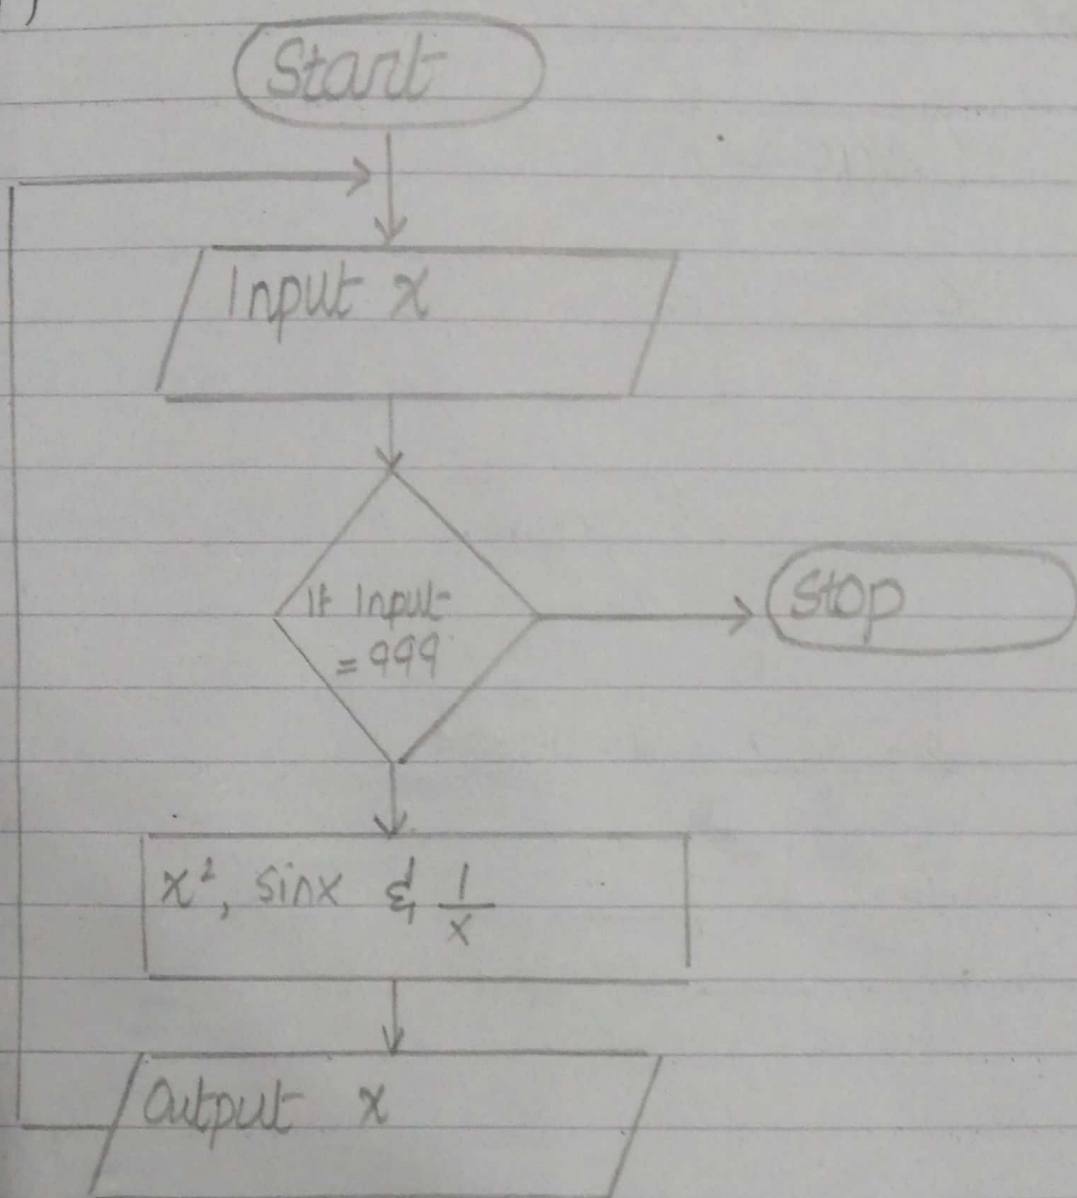 )
Start
Input x
If Input
= 999
Stop
x², sinx & 1/x
Output x